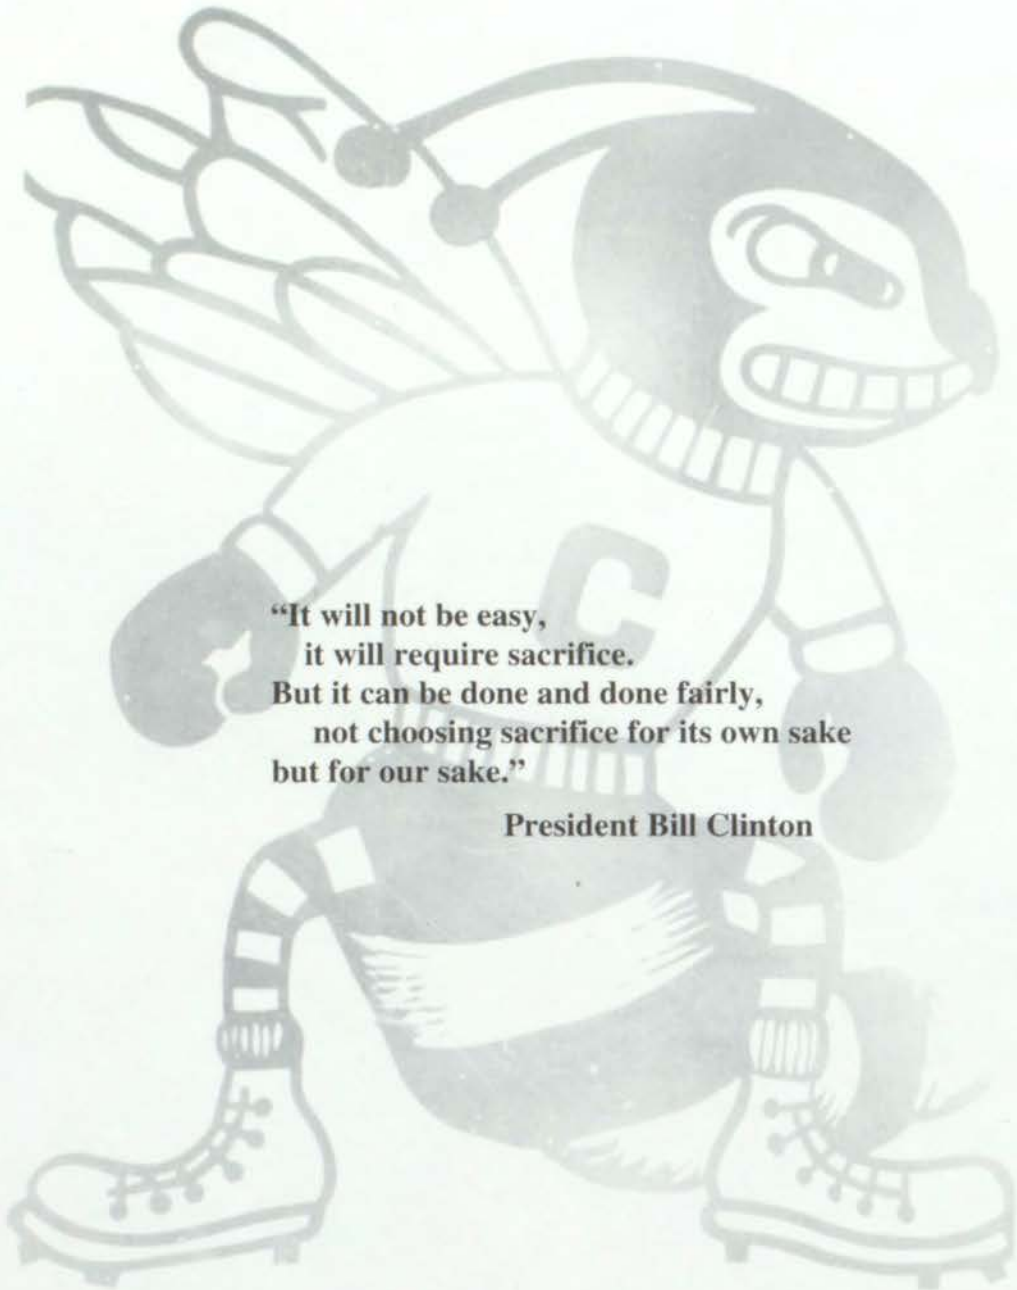 C
“It will not be easy,
it will require sacrifice.
But it can be done and done fairly,
not choosing sacrifice for its own sake
but for our sake.”
President Bill Clinton